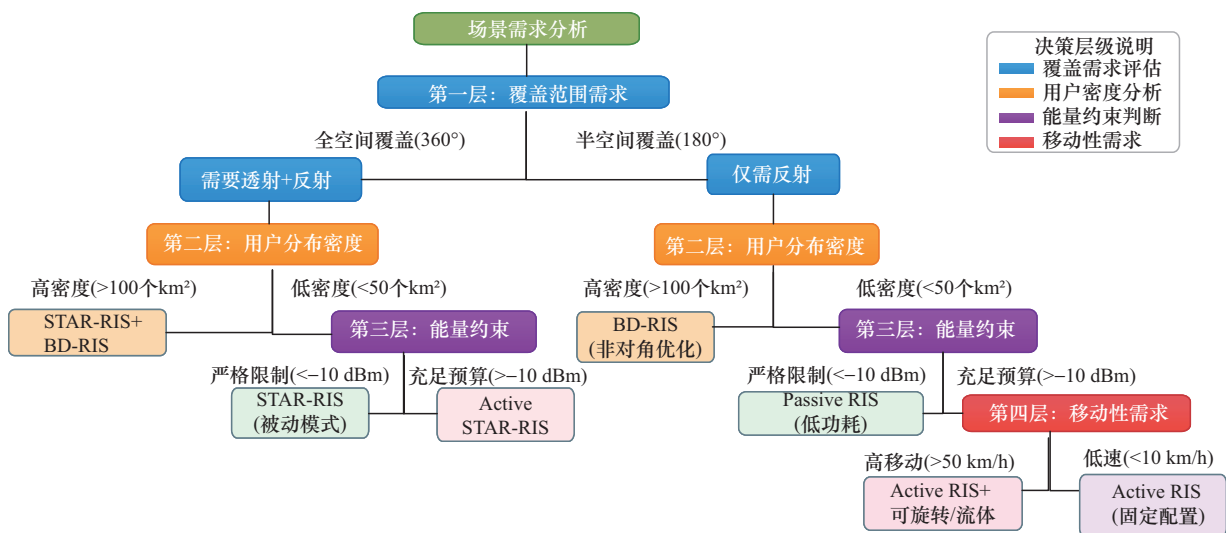 场景需求分析
决策层级说明
覆盖需求评估
用户密度分析
能量约束判断
移动性需求
第一层：覆盖范围需求
全空间覆盖(360°)
半空间覆盖(180°)
需要透射+反射
仅需反射
第二层：用户分布密度
第二层：用户分布密度
高密度(>100个km²)
低密度(<50个km²)
高密度(>100个km²)
低密度(<50个km²)
STAR-RIS+
BD-RIS
第三层：能量约束
BD-RIS
(非对角优化)
第三层：能量约束
严格限制(<–10 dBm)
充足预算(>–10 dBm)
严格限制(<–10 dBm)
充足预算(>–10 dBm)
STAR-RIS
(被动模式)
Active
STAR-RIS
Passive RIS
(低功耗)
第四层：移动性需求
高移动(>50 km/h)
低速(<10 km/h)
Active RIS+
可旋转/流体
Active RIS
(固定配置)